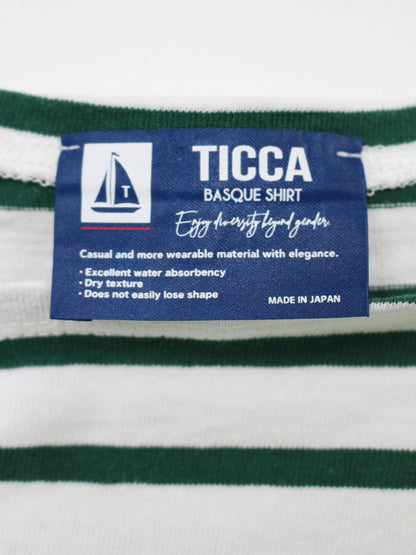 T
TICCA
BASQUE SHIRT
Enjoy diversity beyond gender.
Casual and more wearable material with elegance.
・Excellent water absorbency
・Dry texture
・Does not easily lose shape
MADE IN JAPAN